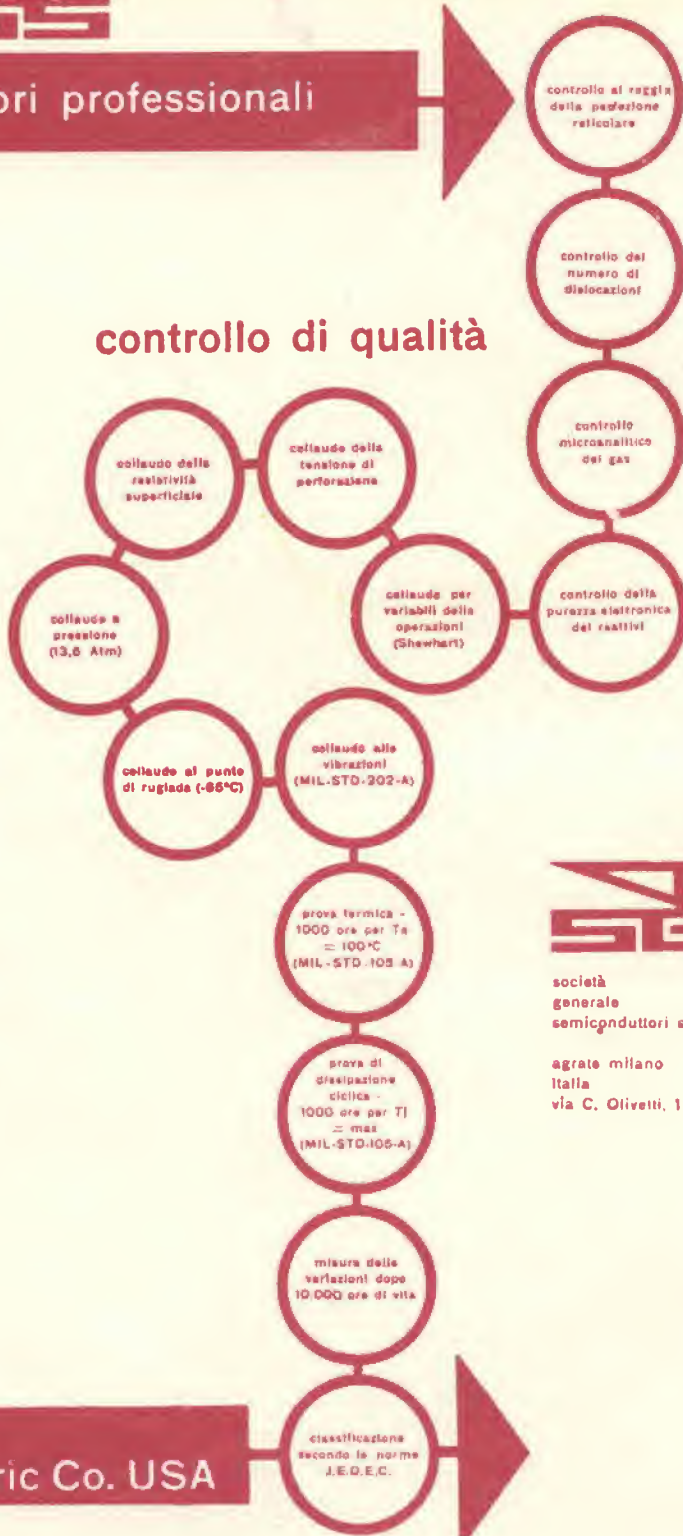 ori professionali
controllo ai raggi x
della perfezione
reticolare
controllo del
numero di
dislocazioni
controllo
microanalitico
dei gas
controllo della
purezza elettronica
dei reattivi
controllo di qualità
collaudo per
variabili delle
operazioni
(Shewhart)
collaudo della
tensione di
perforazione
collaudo della
resistività
superficiale
collaudo a
pressione
(13,6 Atm)
collaudo al punto
di rugiada (-65°C)
collaudo alle
vibrazioni
(MIL-STD-202-A)
prova termica -
1000 ore per Ta
= 100°C
(MIL-STD-105-A)
prova di
dissipazione
ciclica -
1000 ore per Tj
= max
(MIL-STD-105-A)
misura delle
variazioni dopo
10.000 ore di vita
classificazione
secondo le norme
J.E.D.E.C.
società
generale
semiconduttori s
agrate milano
italia
via C. Olivetti, 1
ric Co. USA